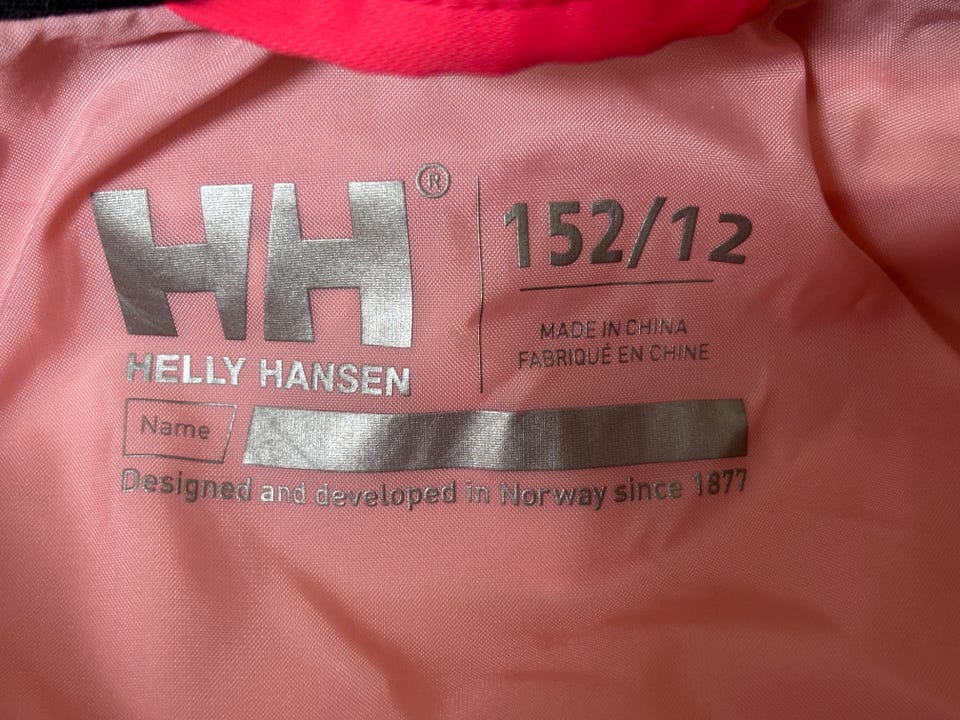 HH®
HELLY HANSEN
152/12
MADE IN CHINA
FABRIQUÉ EN CHINE
Name
Designed and developed in Norway since 1877